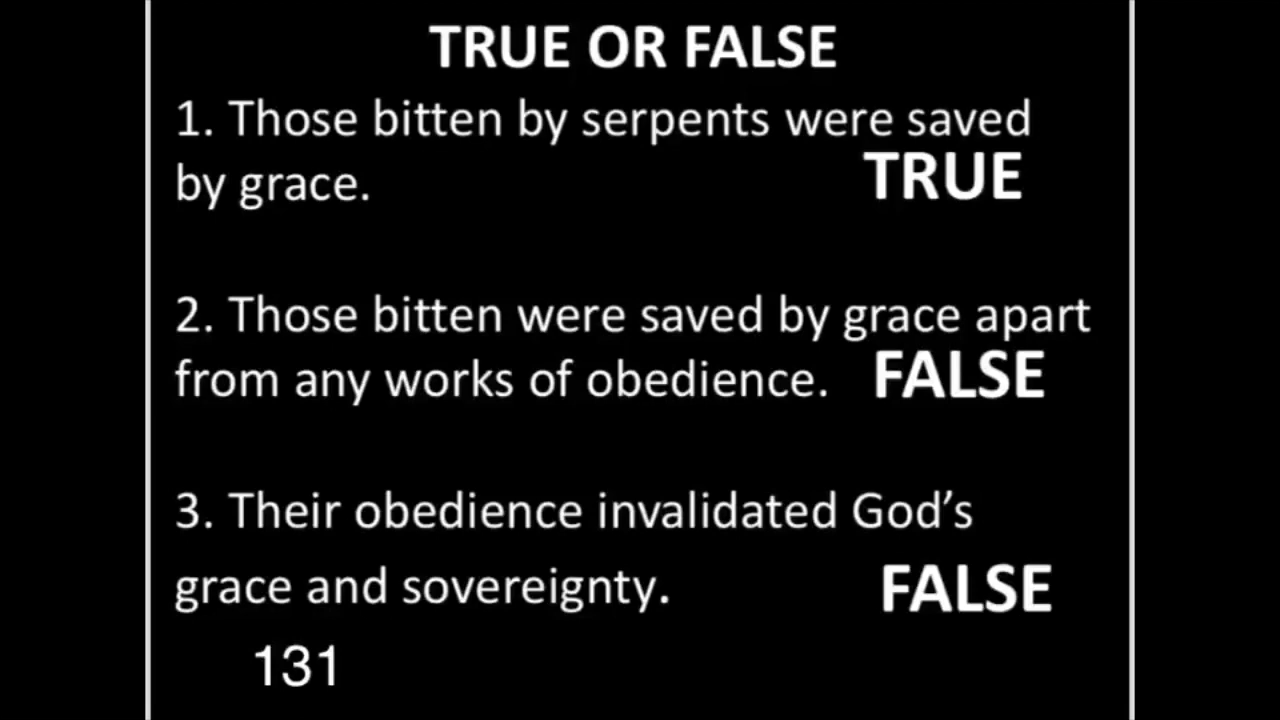 TRUE OR FALSE
1. Those bitten by serpents were saved
by grace. TRUE
2. Those bitten were saved by grace apart
from any works of obedience. FALSE
3. Their obedience invalidated God’s
grace and sovereignty. FALSE
131